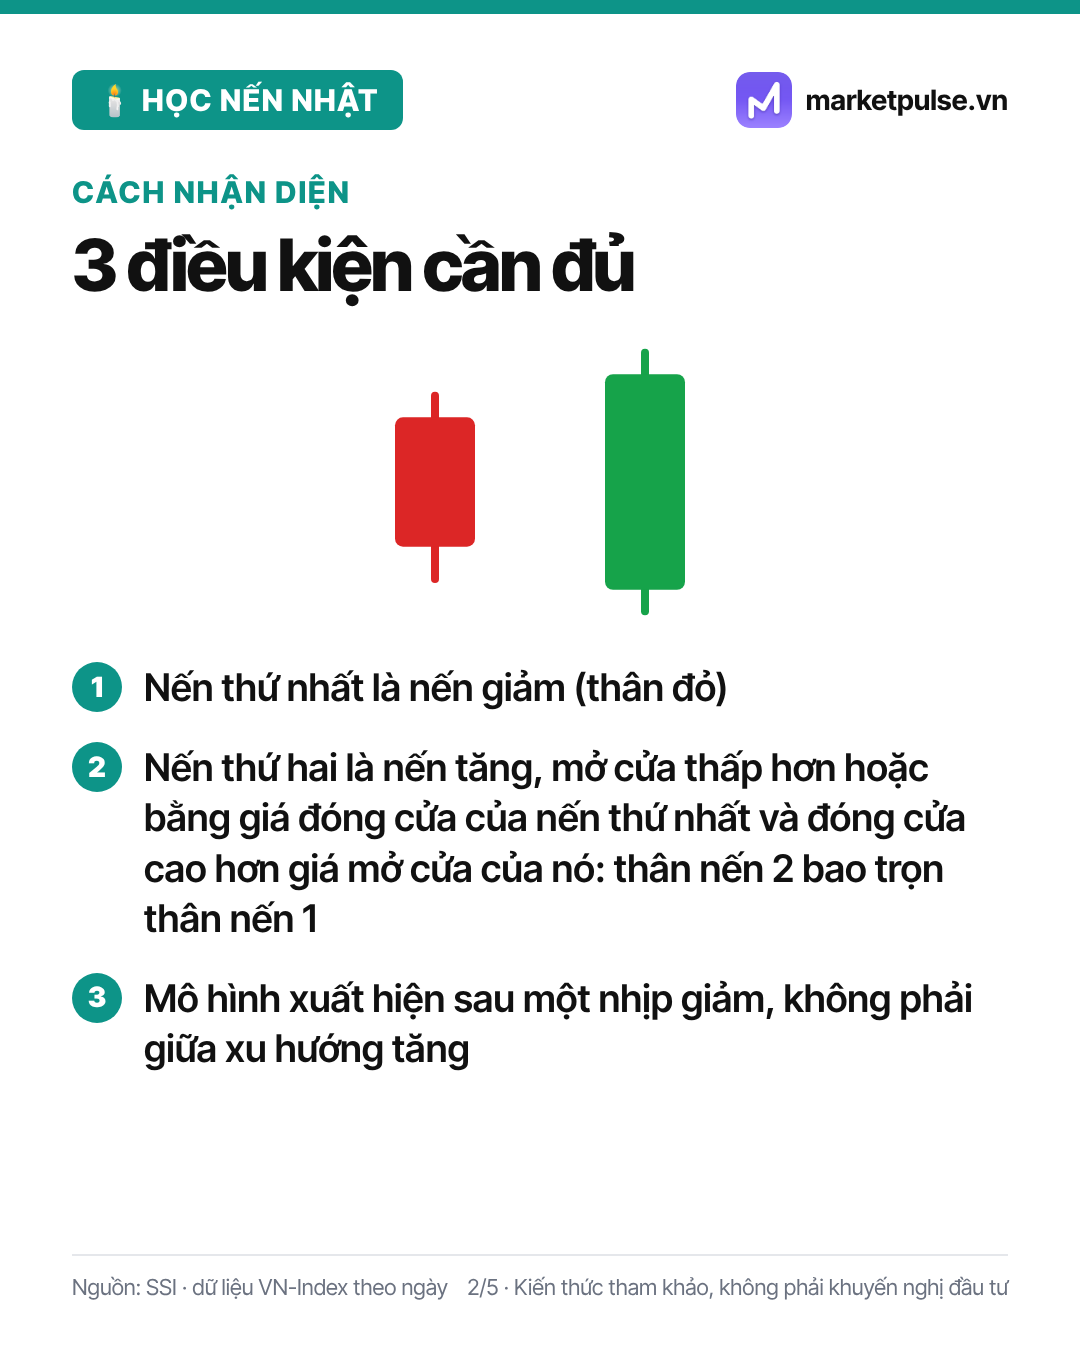 HỌC NẾN NHẬT
marketpulse.vn
CÁCH NHẬN DIỆN
3 điều kiện cần đủ
1 Nến thứ nhất là nến giảm (thân đỏ)
2 Nến thứ hai là nến tăng, mở cửa thấp hơn hoặc
bằng giá đóng cửa của nến thứ nhất và đóng cửa
cao hơn giá mở cửa của nó: thân nến 2 bao trọn
thân nến 1
3 Mô hình xuất hiện sau một nhịp giảm, không phải
giữa xu hướng tăng
Nguồn: SSI · dữ liệu VN-Index theo ngày
2/5 · Kiến thức tham khảo, không phải khuyến nghị đầu tư